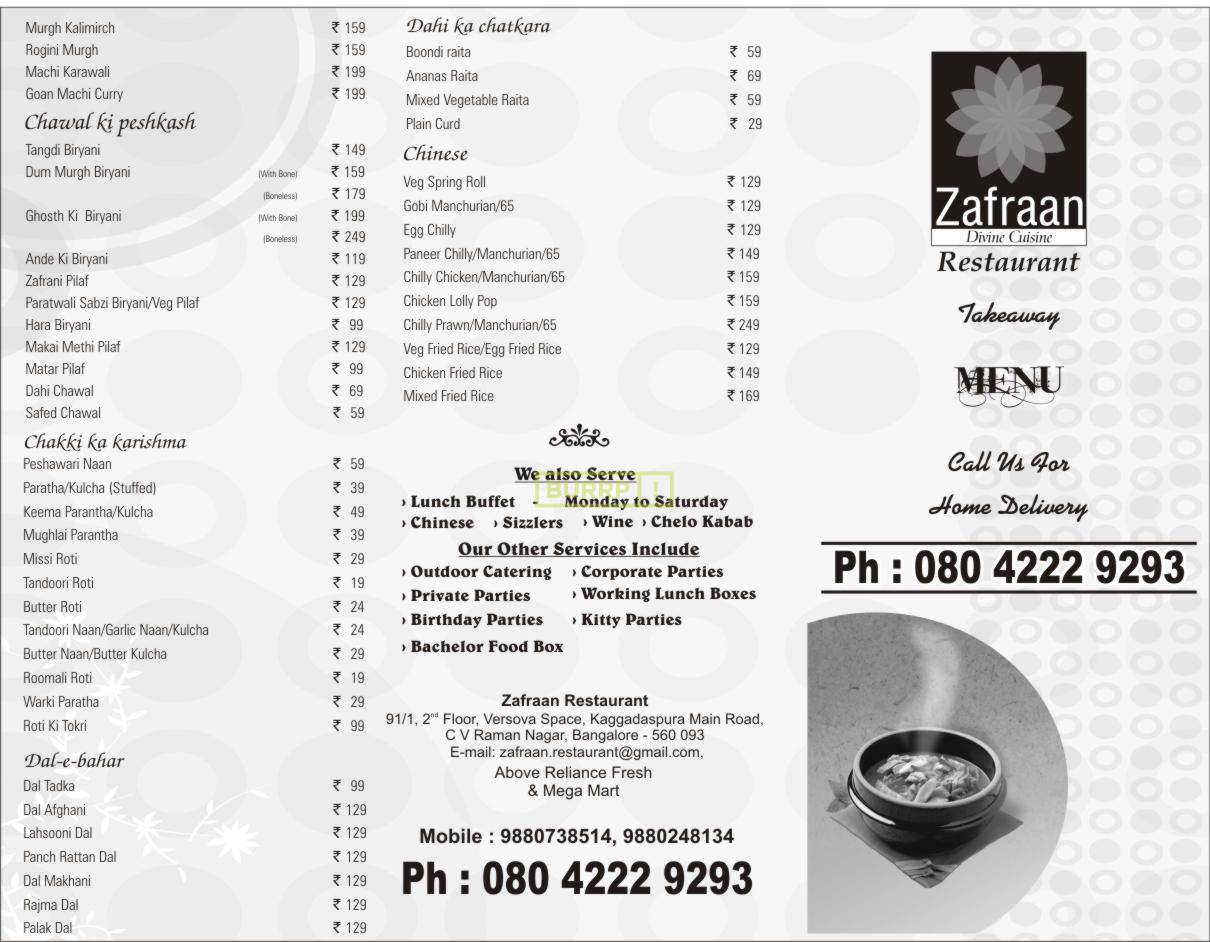 Murgh Kalimirch ₹ 159
Rogini Murgh ₹ 159
Machi Karawali ₹ 199
Goan Machi Curry ₹ 199
Chawal ki peshkash
Tangdi Biryani ₹ 149
Dum Murgh Biryani (With Bone) ₹ 159
(Boneless) ₹ 179
Ghosth Ki Biryani (With Bone) ₹ 199
(Boneless) ₹ 249
Ande Ki Biryani ₹ 119
Zafrani Pilaf ₹ 129
Paratwali Sabzi Biryani/Veg Pilaf ₹ 129
Hara Biryani ₹ 99
Makai Methi Pilaf ₹ 129
Matar Pilaf ₹ 99
Dahi Chawal ₹ 69
Safed Chawal ₹ 59
Chakki ka karishma
Peshawari Naan ₹ 59
Paratha/Kulcha (Stuffed) ₹ 39
Keema Parantha/Kulcha ₹ 49
Mughlai Parantha ₹ 39
Missi Roti ₹ 29
Tandoori Roti ₹ 19
Butter Roti ₹ 24
Tandoori Naan/Garlic Naan/Kulcha ₹ 24
Butter Naan/Butter Kulcha ₹ 29
Roomali Roti ₹ 19
Warki Paratha ₹ 29
Roti Ki Tokri ₹ 99
Dal-e-bahar
Dal Tadka ₹ 99
Dal Afghani ₹ 129
Lahsooni Dal ₹ 129
Panch Rattan Dal ₹ 129
Dal Makhani ₹ 129
Rajma Dal ₹ 129
Palak Dal ₹ 129
Dahi ka chatkara
Boondi raita ₹ 59
Ananas Raita ₹ 69
Mixed Vegetable Raita ₹ 59
Plain Curd ₹ 29
Chinese
Veg Spring Roll ₹ 129
Gobi Manchurian/65 ₹ 129
Egg Chilly ₹ 129
Paneer Chilly/Manchurian/65 ₹ 149
Chilly Chicken/Manchurian/65 ₹ 159
Chicken Lolly Pop ₹ 159
Chilly Prawn/Manchurian/65 ₹ 249
Veg Fried Rice/Egg Fried Rice ₹ 129
Chicken Fried Rice ₹ 149
Mixed Fried Rice ₹ 169
We also Serve
BURRP !
› Lunch Buffet - Monday to Saturday
› Chinese › Sizzlers › Wine › Chelo Kabab
Our Other Services Include
› Outdoor Catering › Corporate Parties
› Private Parties › Working Lunch Boxes
› Birthday Parties › Kitty Parties
› Bachelor Food Box
Zafraan Restaurant
91/1, 2nd Floor, Versova Space, Kaggadaspura Main Road,
C V Raman Nagar, Bangalore - 560 093
E-mail: zafraan.restaurant@gmail.com,
Above Reliance Fresh
& Mega Mart
Mobile : 9880738514, 9880248134
Ph : 080 4222 9293
Zafraan
Divine Cuisine
Restaurant
Takeaway
MENU
Call Us For
Home Delivery
Ph : 080 4222 9293